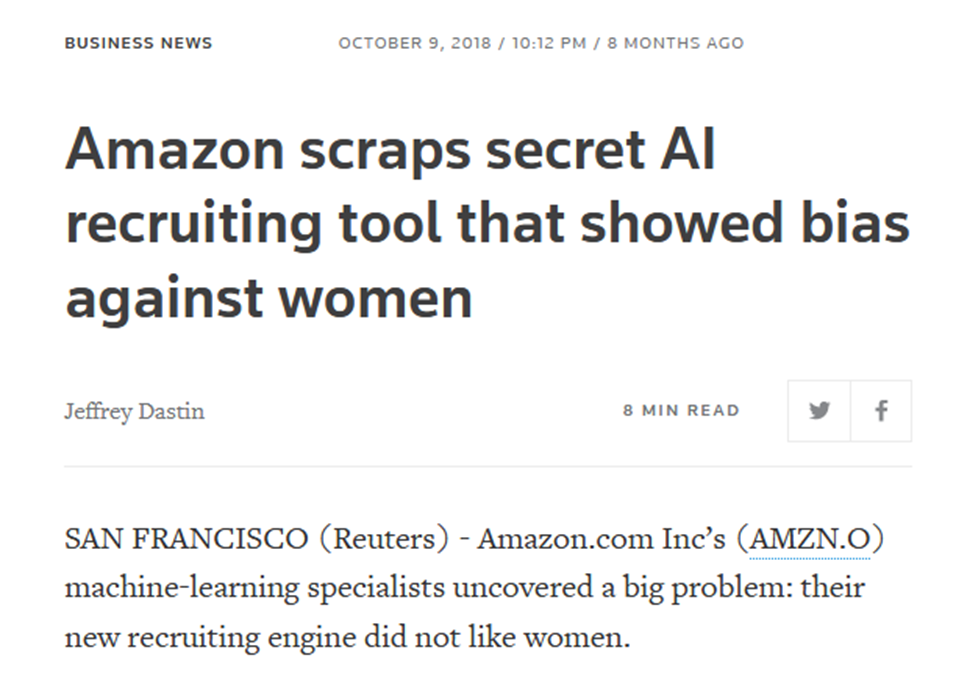 BUSINESS NEWS OCTOBER 9, 2018 / 10:12 PM / 8 MONTHS AGO
Amazon scraps secret AI
recruiting tool that showed bias
against women
Jeffrey Dastin 8 MIN READ
SAN FRANCISCO (Reuters) - Amazon.com Inc’s (AMZN.O)
machine-learning specialists uncovered a big problem: their
new recruiting engine did not like women.